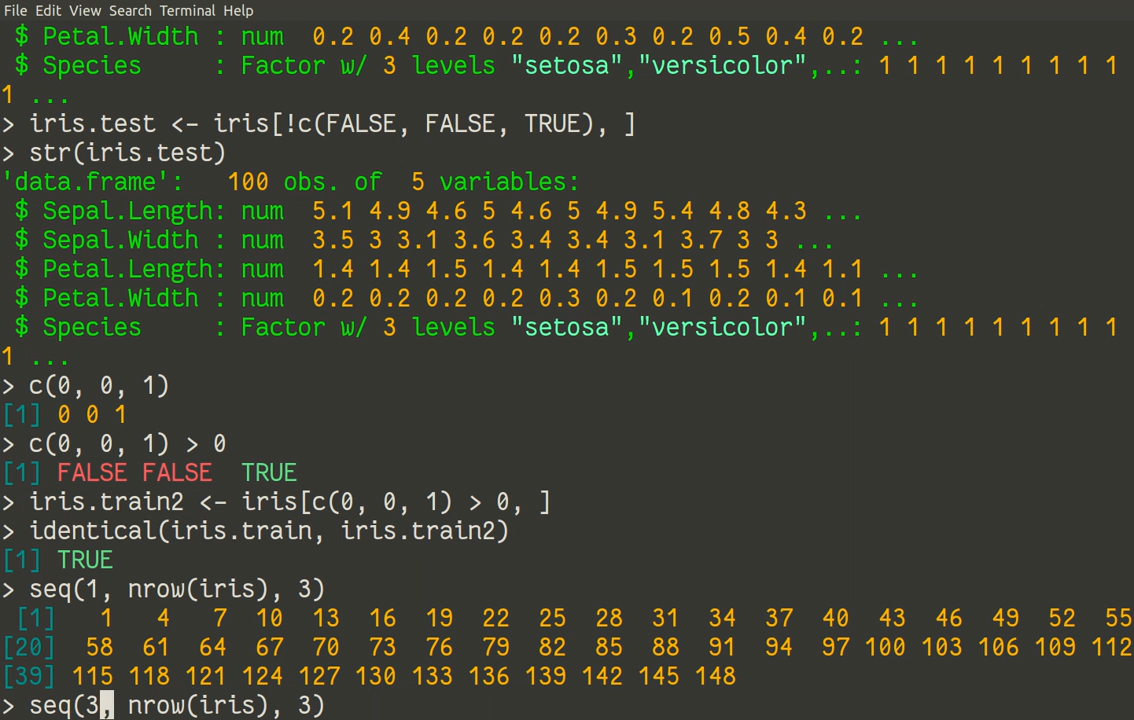 File Edit View Search Terminal Help
 $ Petal.Width : num  0.2 0.4 0.2 0.2 0.2 0.3 0.2 0.5 0.4 0.2 ...
 $ Species     : Factor w/ 3 levels "setosa","versicolor",..: 1 1 1 1 1 1 1 1 1
1 ...
> iris.test <- iris[!c(FALSE, FALSE, TRUE), ]
> str(iris.test)
'data.frame':   100 obs. of  5 variables:
 $ Sepal.Length: num  5.1 4.9 4.6 5 4.6 5 4.9 5.4 4.8 4.3 ...
 $ Sepal.Width : num  3.5 3 3.1 3.6 3.4 3.4 3.1 3.7 3 3 ...
 $ Petal.Length: num  1.4 1.4 1.5 1.4 1.4 1.5 1.5 1.5 1.4 1.1 ...
 $ Petal.Width : num  0.2 0.2 0.2 0.2 0.3 0.2 0.1 0.2 0.1 0.1 ...
 $ Species     : Factor w/ 3 levels "setosa","versicolor",..: 1 1 1 1 1 1 1 1 1
1 ...
> c(0, 0, 1)
[1] 0 0 1
> c(0, 0, 1) > 0
[1] FALSE FALSE  TRUE
> iris.train2 <- iris[c(0, 0, 1) > 0, ]
> identical(iris.train, iris.train2)
[1] TRUE
> seq(1, nrow(iris), 3)
 [1]   1   4   7  10  13  16  19  22  25  28  31  34  37  40  43  46  49  52  55
[20]  58  61  64  67  70  73  76  79  82  85  88  91  94  97 100 103 106 109 112
[39] 115 118 121 124 127 130 133 136 139 142 145 148
> seq(3, nrow(iris), 3)